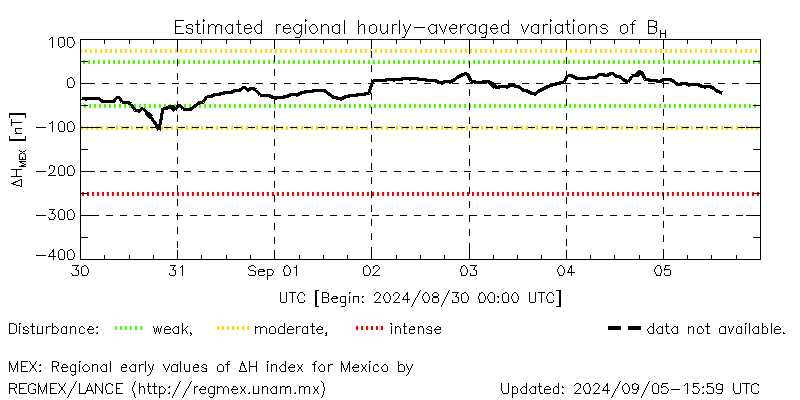 Estimated regional hourly-averaged variations of B_H
100
0
-100
-200
-300
-400
ΔH_MEX [nT]
30 31 Sep 01 02 03 04 05
UTC [Begin: 2024/08/30 00:00 UTC]
Disturbance: weak, moderate, intense data not available.
MEX: Regional early values of ΔH index for Mexico by
REGMEX/LANCE (http://regmex.unam.mx) Updated: 2024/09/05-15:59 UTC